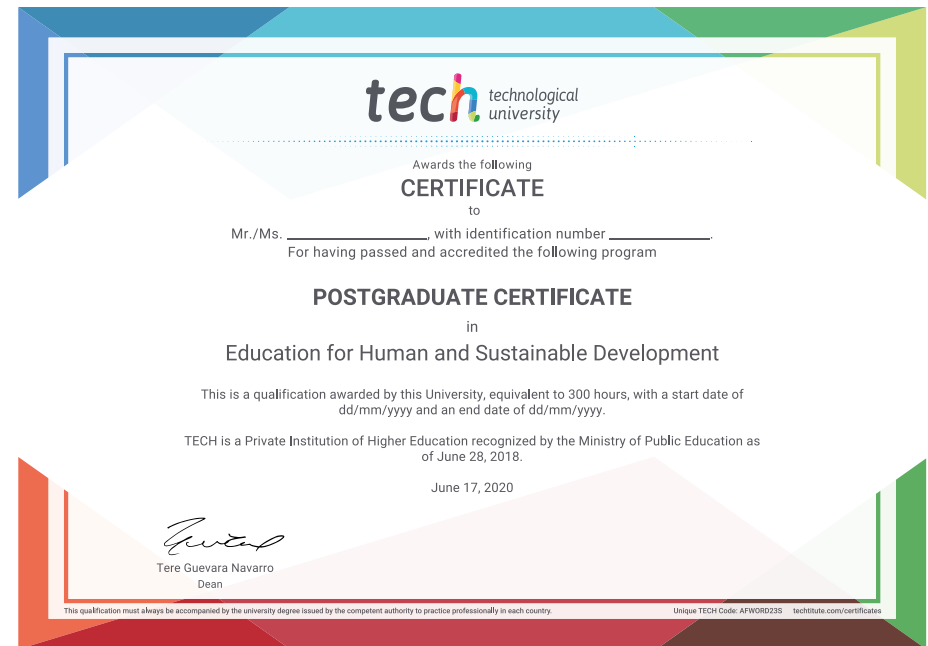 tech technological
university
Awards the following
CERTIFICATE
to
Mr./Ms. ____________________, with identification number ______________.
For having passed and accredited the following program
POSTGRADUATE CERTIFICATE
in
Education for Human and Sustainable Development
This is a qualification awarded by this University, equivalent to 300 hours, with a start date of
dd/mm/yyyy and an end date of dd/mm/yyyy.
TECH is a Private Institution of Higher Education recognized by the Ministry of Public Education as
of June 28, 2018.
June 17, 2020
Tere Guevara Navarro
Dean
This qualification must always be accompanied by the university degree issued by the competent authority to practice professionally in each country.
Unique TECH Code: AFWORD23S techtitute.com/certificates